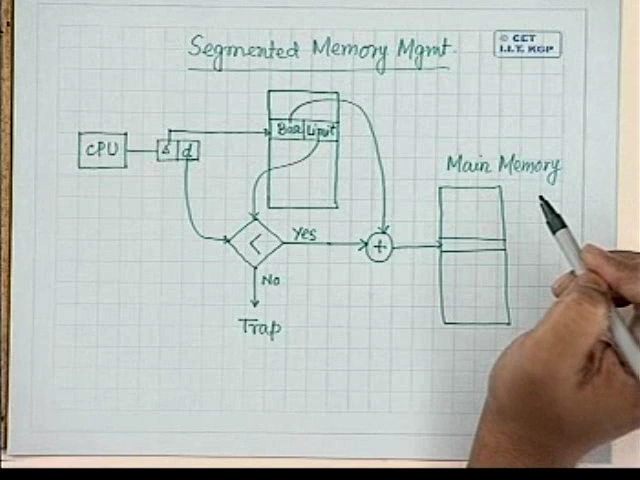 Segmented Memory Mgmt.
© CET
I.I.T. KGP
CPU
s d
Base Limit
Main Memory
<
Yes
+
No
Trap